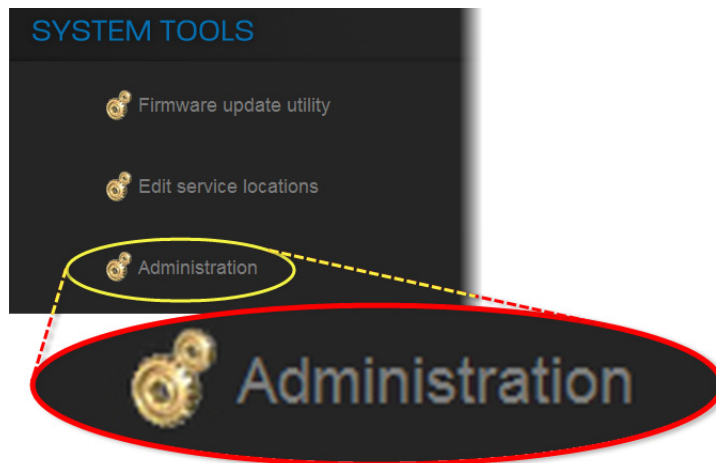 SYSTEM TOOLS
Firmware update utility
Edit service locations
Administration
Administration